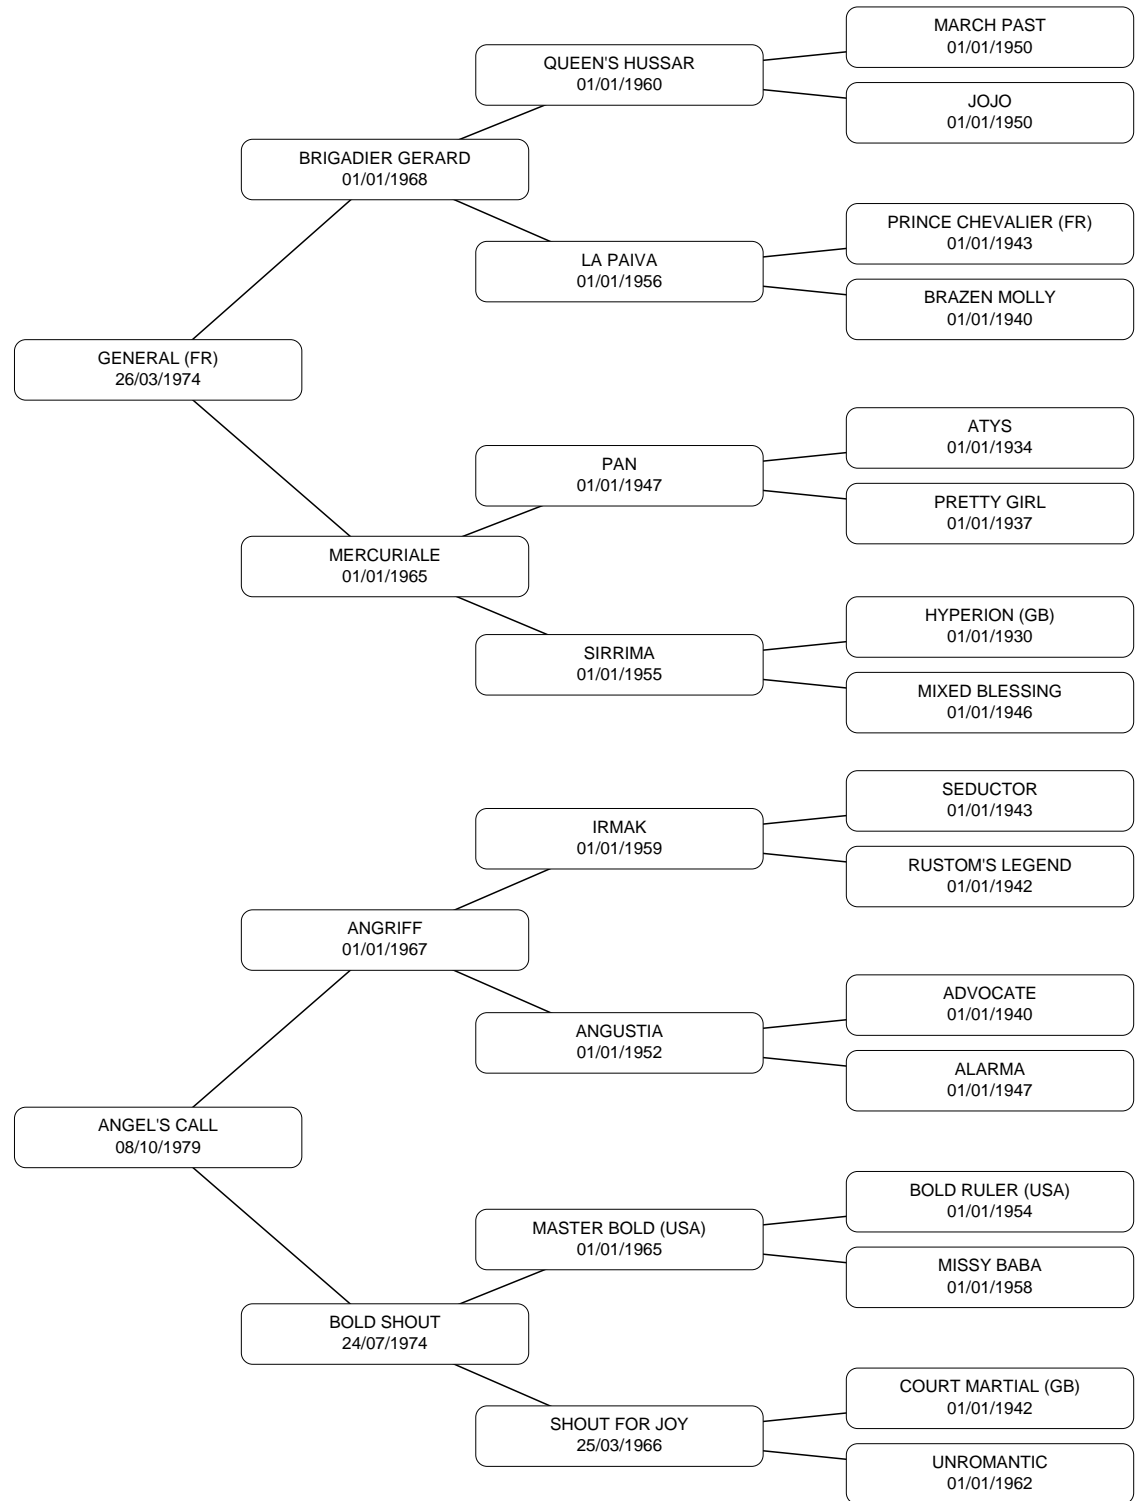 MARCH PAST
01/01/1950
QUEEN'S HUSSAR
01/01/1960
JOJO
01/01/1950
BRIGADIER GERARD
01/01/1968
PRINCE CHEVALIER (FR)
01/01/1943
LA PAIVA
01/01/1956
BRAZEN MOLLY
01/01/1940
GENERAL (FR)
26/03/1974
ATYS
01/01/1934
PAN
01/01/1947
PRETTY GIRL
01/01/1937
MERCURIALE
01/01/1965
HYPERION (GB)
01/01/1930
SIRRIMA
01/01/1955
MIXED BLESSING
01/01/1946
SEDUCTOR
01/01/1943
IRMAK
01/01/1959
RUSTOM'S LEGEND
01/01/1942
ANGRIFF
01/01/1967
ADVOCATE
01/01/1940
ANGUSTIA
01/01/1952
ALARMA
01/01/1947
ANGEL'S CALL
08/10/1979
BOLD RULER (USA)
01/01/1954
MASTER BOLD (USA)
01/01/1965
MISSY BABA
01/01/1958
BOLD SHOUT
24/07/1974
COURT MARTIAL (GB)
01/01/1942
SHOUT FOR JOY
25/03/1966
UNROMANTIC
01/01/1962